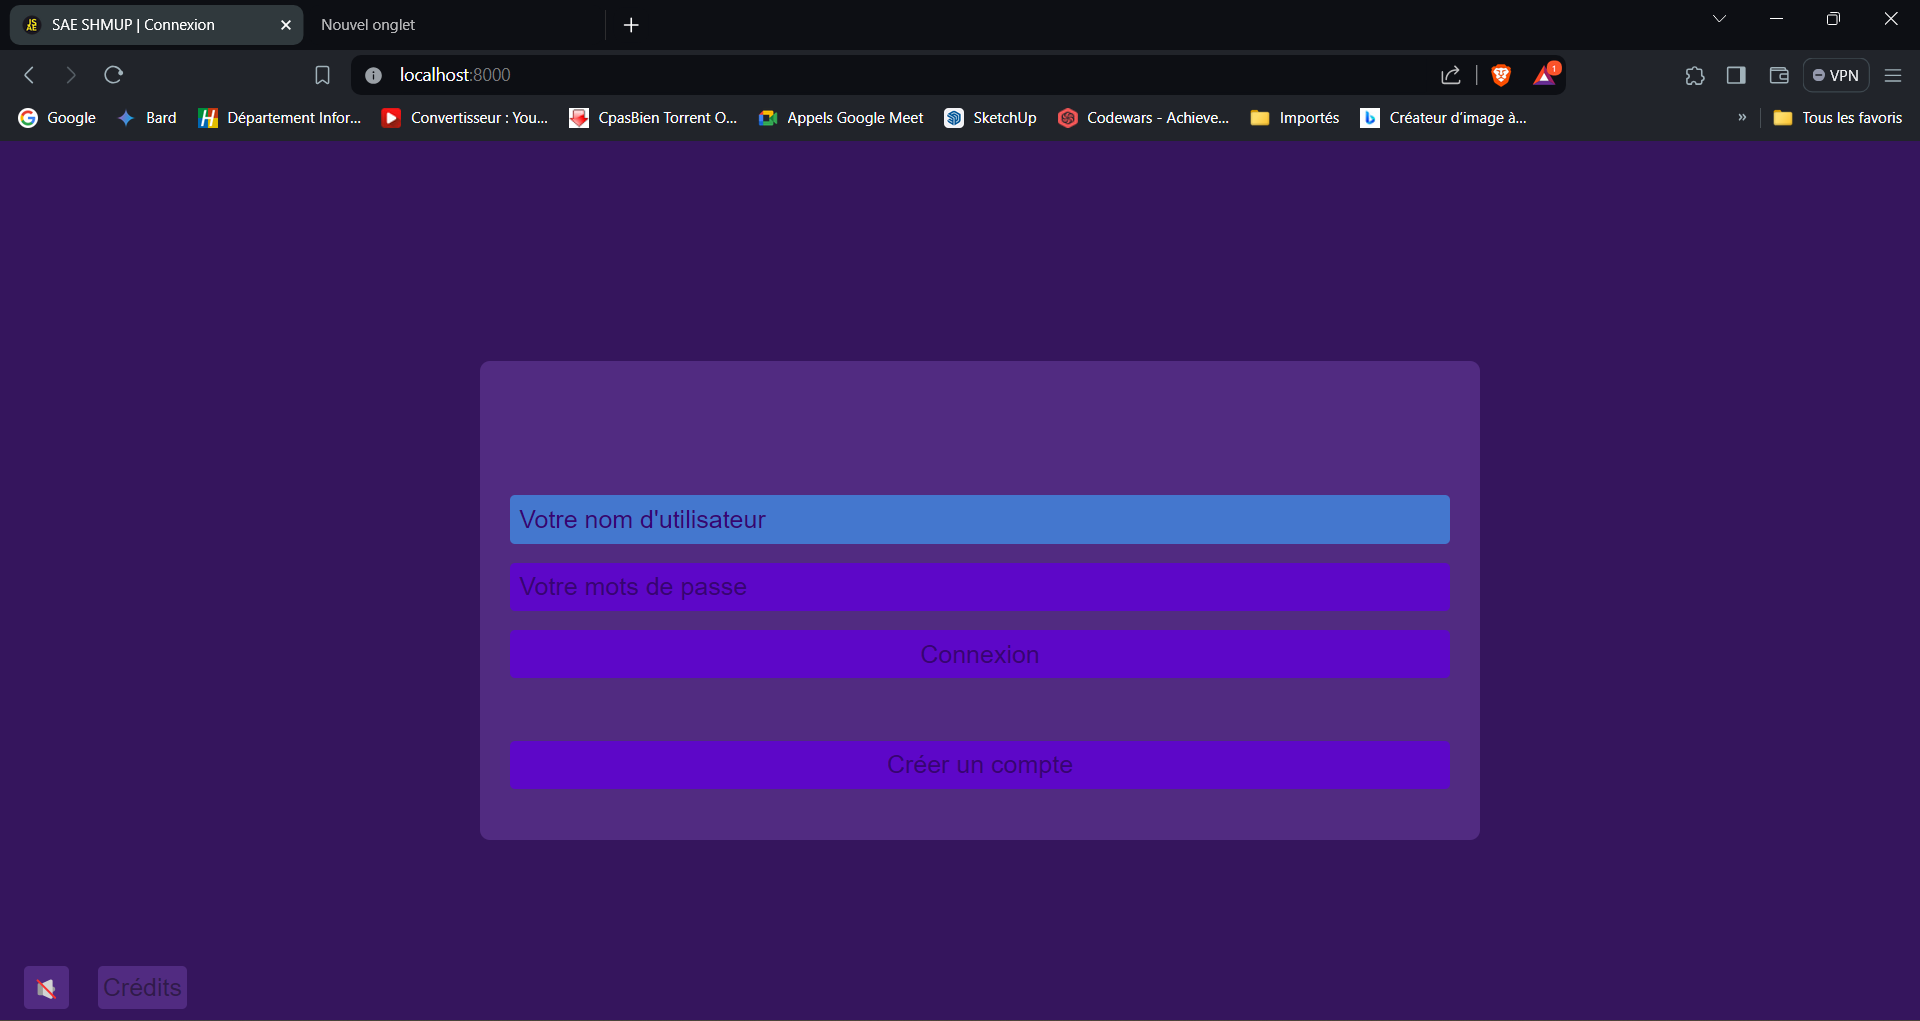 SAE SHMUP | Connexion
Nouvel onglet
localhost:8000
1
VPN
Google
Bard
Département Infor...
Convertisseur : You...
CpasBien Torrent O...
Appels Google Meet
SketchUp
Codewars - Achieve...
Importés
Créateur d'image à...
»
Tous les favoris
Votre nom d'utilisateur
Votre mots de passe
Connexion
Créer un compte
Crédits